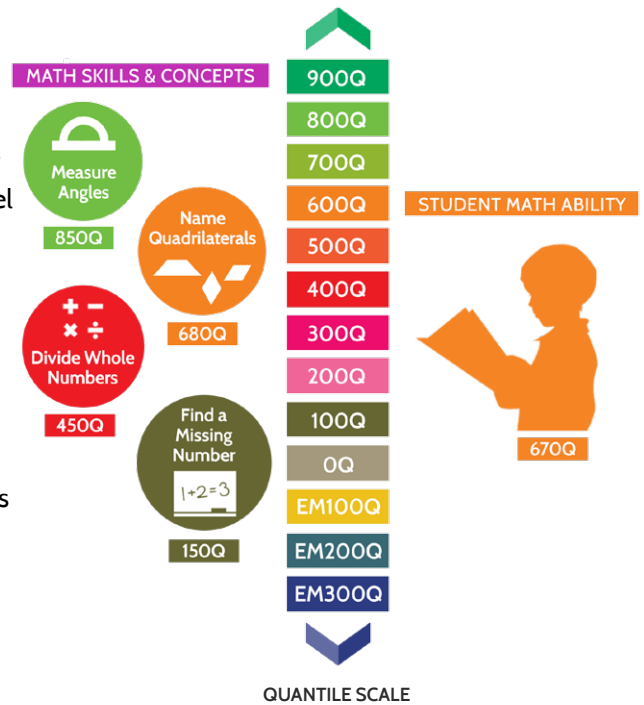 MATH SKILLS & CONCEPTS
Measure
Angles
850Q
el
Name
Quadrilaterals
680Q
+ −
× ÷
Divide Whole
Numbers
450Q
Find a
Missing
Number
1+2=3
150Q
s
900Q
800Q
700Q
600Q
500Q
400Q
300Q
200Q
100Q
0Q
EM100Q
EM200Q
EM300Q
QUANTILE SCALE
STUDENT MATH ABILITY
670Q